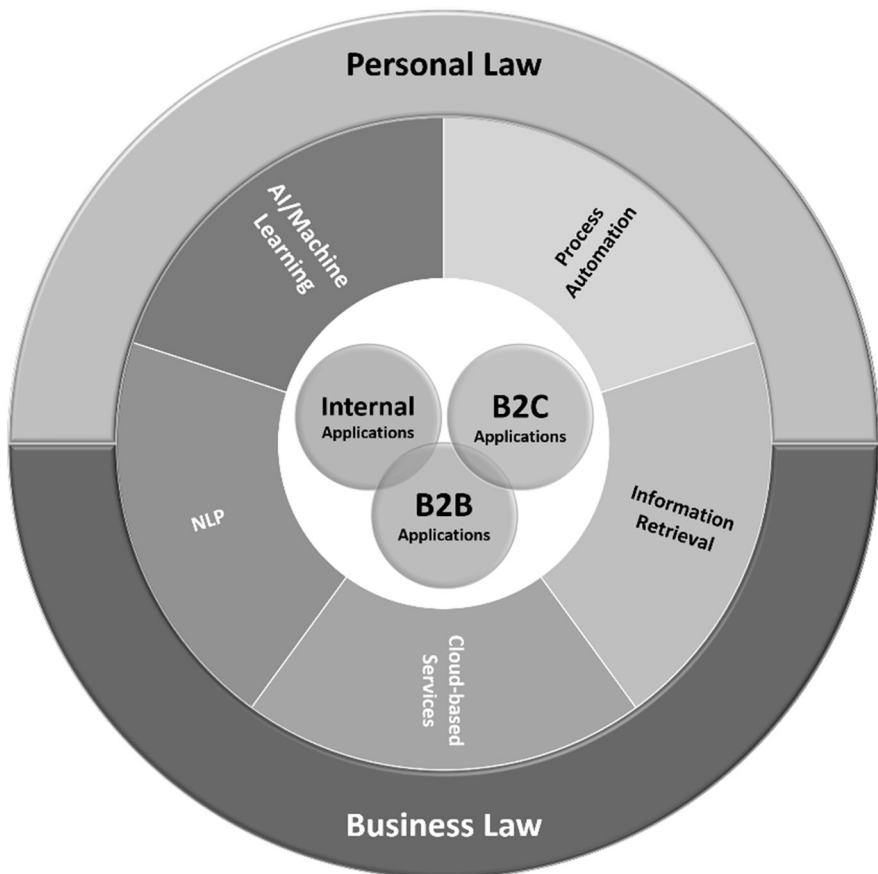 Personal Law
AI/Machine
Learning
Process
Automation
Internal
Applications
B2C
Applications
B2B
Applications
NLP
Information
Retrieval
Cloud-based
Services
Business Law